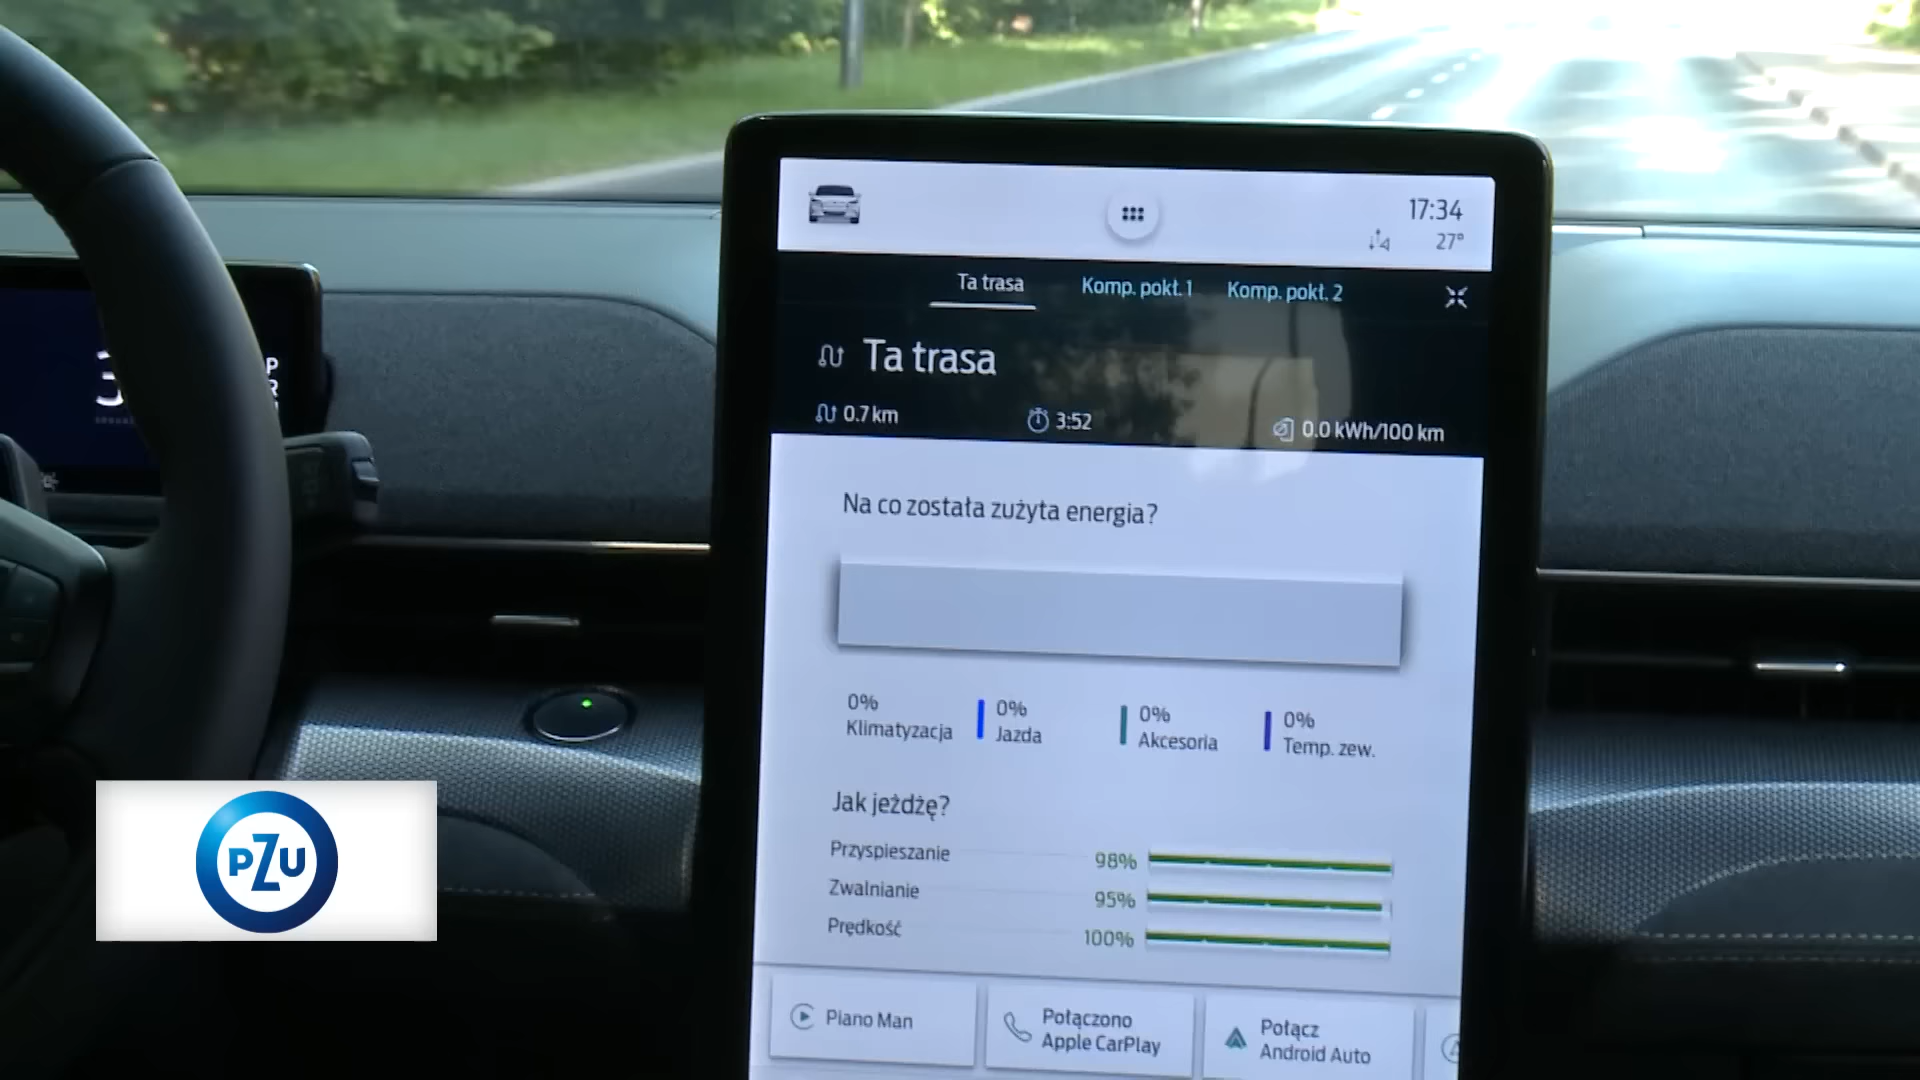 17:34
27°
Ta trasa
Komp. pokt. 1
Komp. pokt. 2
Ta trasa
0.7 km
3:52
0.0 kWh/100 km
P
R
3
Na co została zużyta energia?
0%
Klimatyzacja
0%
Jazda
0%
Akcesoria
0%
Temp. zew.
Jak jeżdżę?
Przyspieszanie 98%
Zwalnianie 95%
Prędkość 100%
PZU
Piano Man
Połączono
Apple CarPlay
Połącz
Android Auto